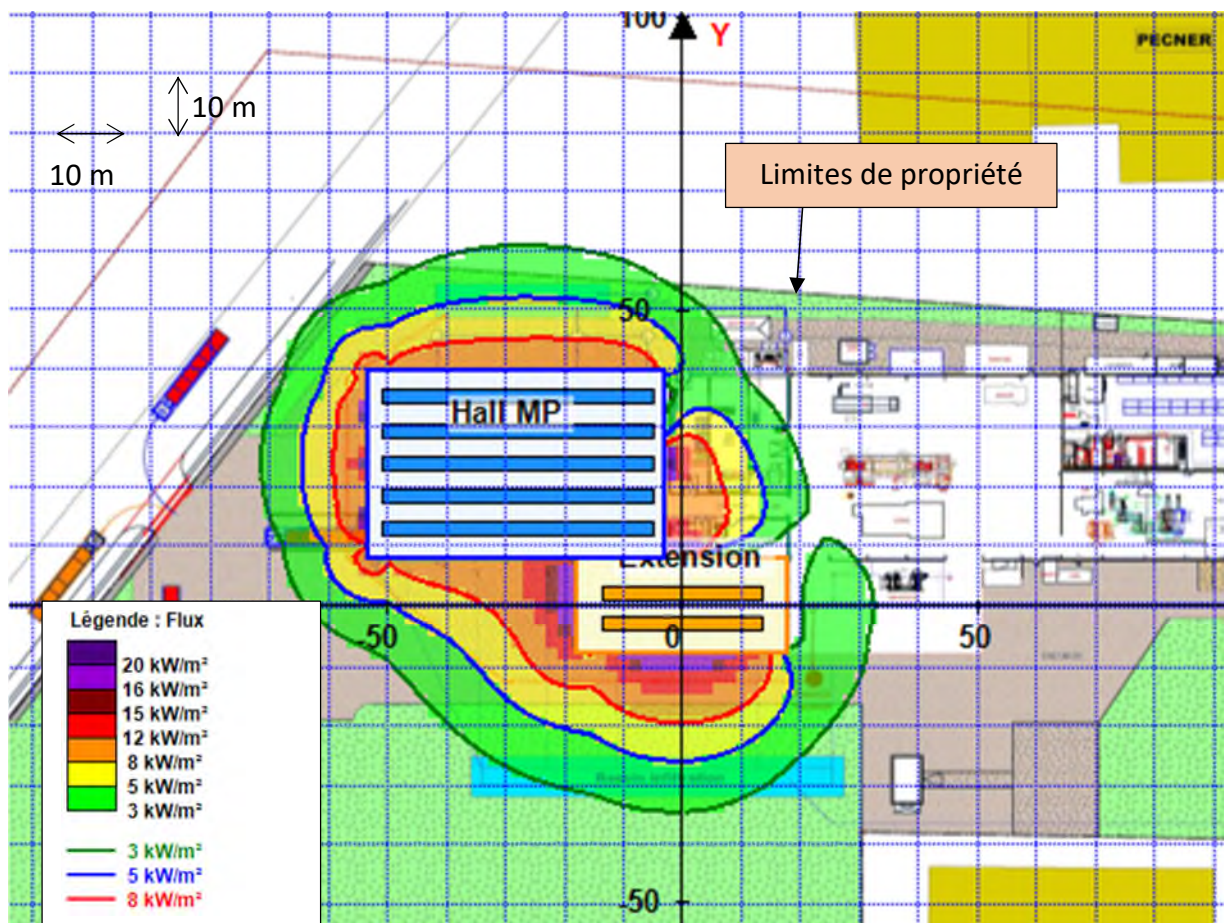 100
Y
PECNER
10 m
10 m
Limites de propriété
50
Hall MP
Extension
-50
0
50
Légende : Flux
20 kW/m²
16 kW/m²
15 kW/m²
12 kW/m²
8 kW/m²
5 kW/m²
3 kW/m²
3 kW/m²
5 kW/m²
8 kW/m²
Bassin infiltration
-50